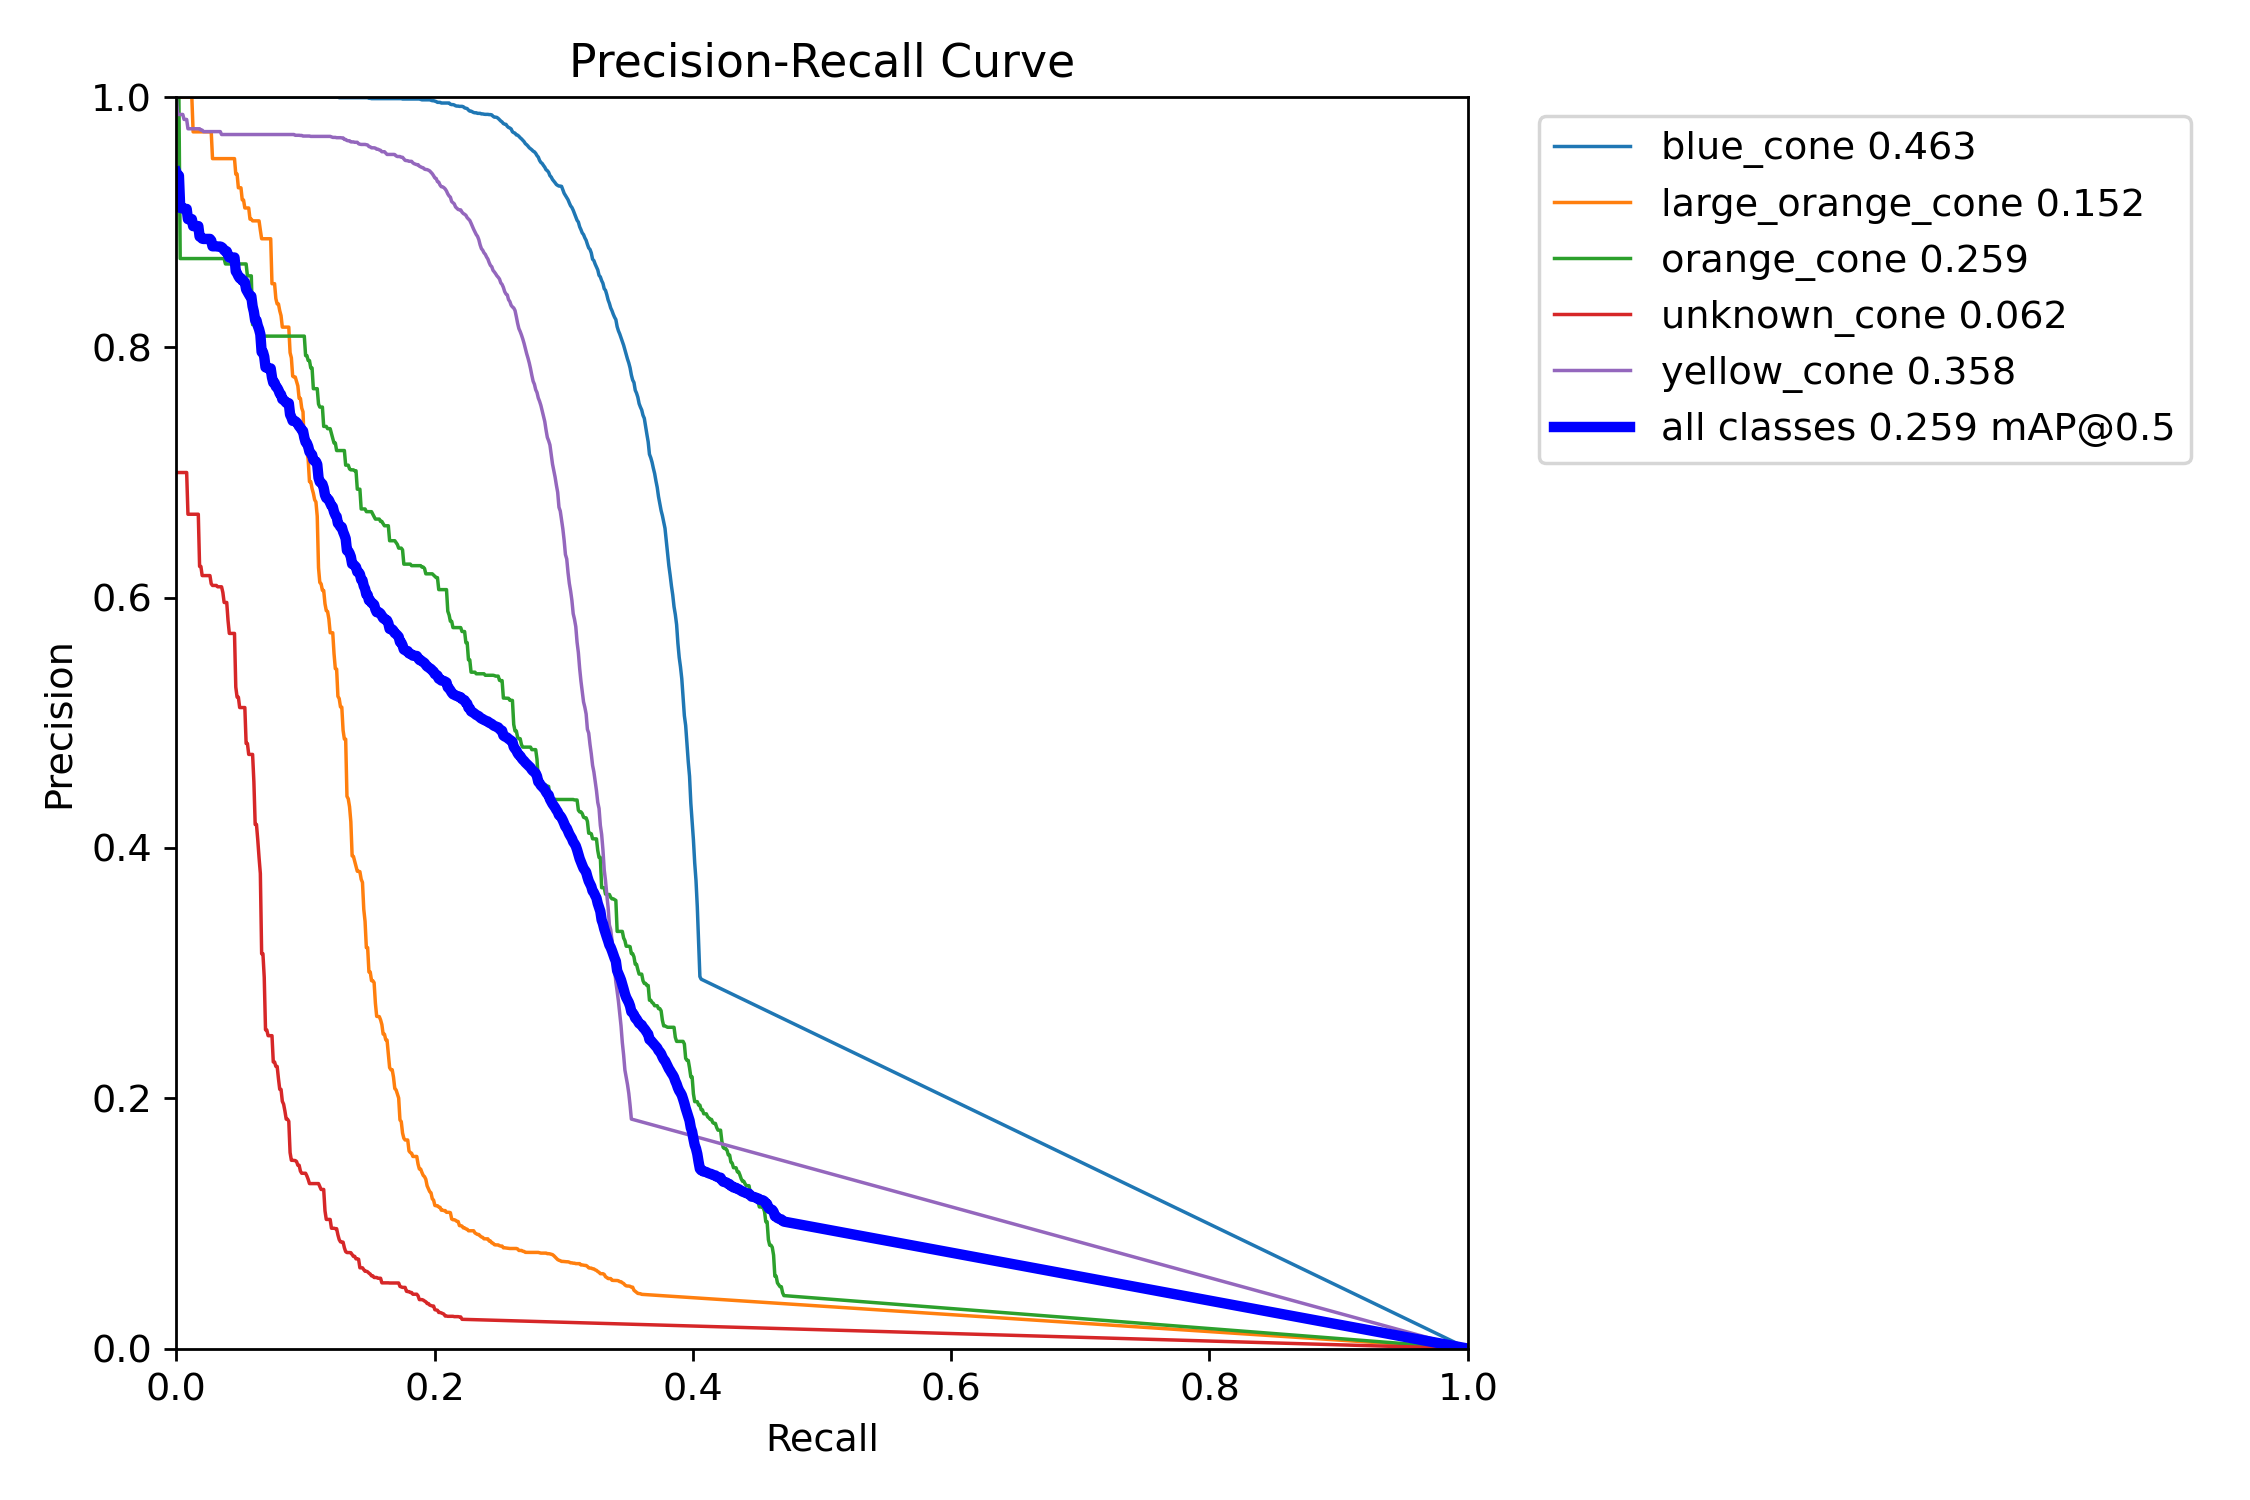 Precision-Recall Curve
1.0
0.8
0.6
0.4
0.2
0.0
Precision
0.0 0.2 0.4 0.6 0.8 1.0
Recall
blue_cone 0.463
large_orange_cone 0.152
orange_cone 0.259
unknown_cone 0.062
yellow_cone 0.358
all classes 0.259 mAP@0.5